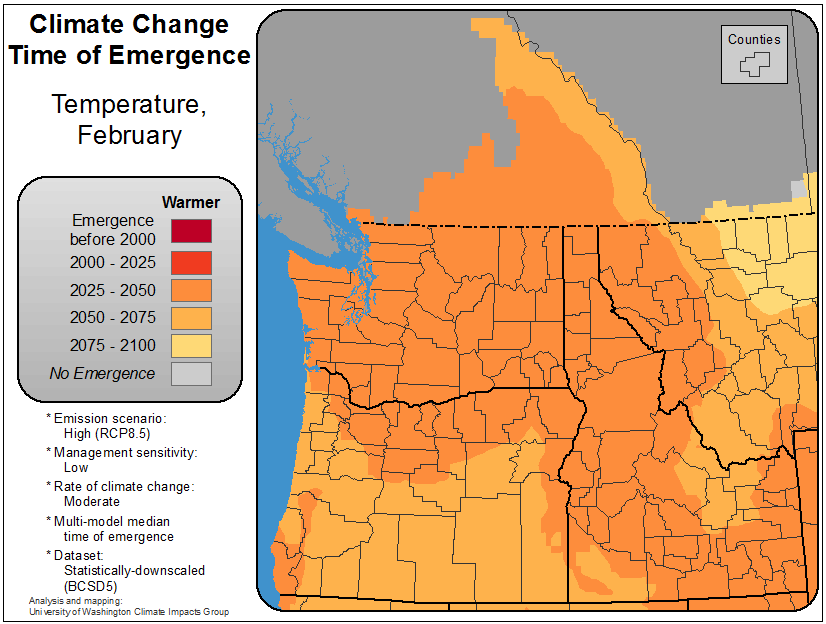 Climate Change
Time of Emergence
Temperature,
February
Warmer
Emergence
before 2000
2000 - 2025
2025 - 2050
2050 - 2075
2075 - 2100
No Emergence
* Emission scenario:
High (RCP8.5)
* Management sensitivity:
Low
* Rate of climate change:
Moderate
* Multi-model median
time of emergence
* Dataset:
Statistically-downscaled
(BCSD5)
Analysis and mapping:
University of Washington Climate Impacts Group
Counties